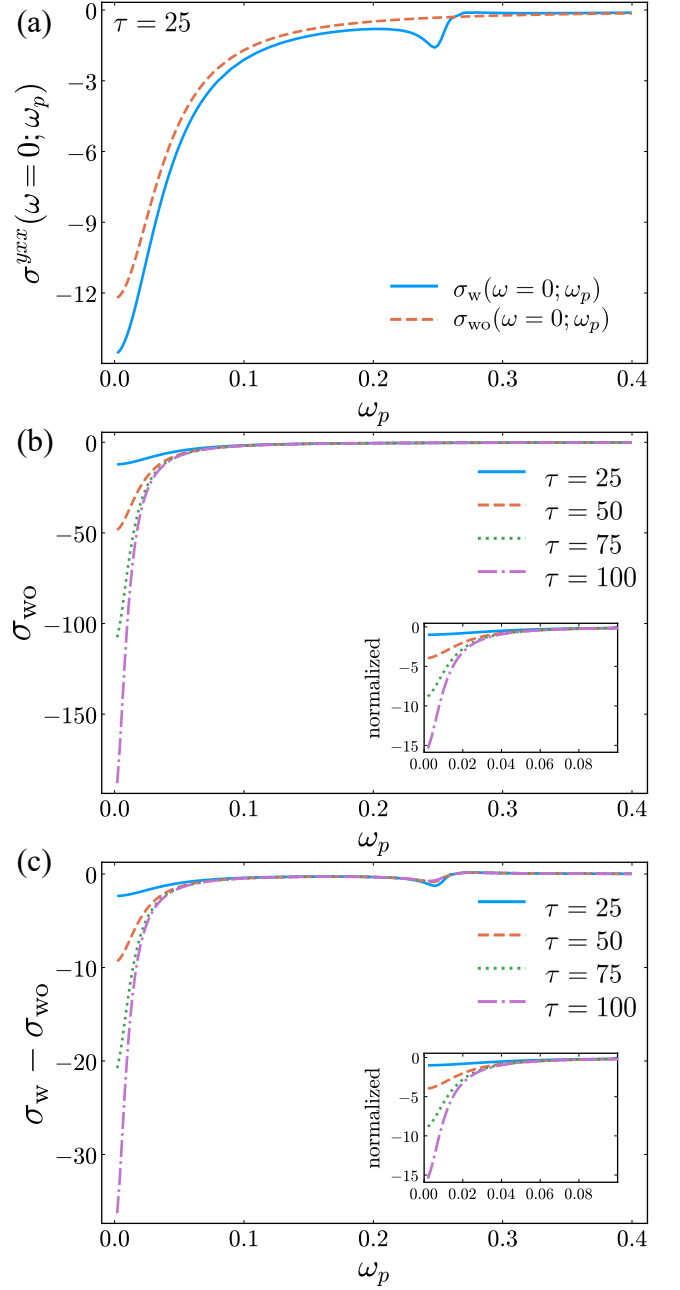 (a)
τ = 25
σ^{yxx}(ω = 0; ω_p)
0
−3
−6
−9
−12
σ_w(ω = 0; ω_p)
σ_wo(ω = 0; ω_p)
0.0 0.1 0.2 0.3 0.4
ω_p
(b)
σ_wo
0
−50
−100
−150
τ = 25
τ = 50
τ = 75
τ = 100
normalized
0
−5
−10
−15
0.00 0.02 0.04 0.06 0.08
0.0 0.1 0.2 0.3 0.4
ω_p
(c)
σ_w − σ_wo
0
−10
−20
−30
τ = 25
τ = 50
τ = 75
τ = 100
normalized
0
−5
−10
−15
0.00 0.02 0.04 0.06 0.08
0.0 0.1 0.2 0.3 0.4
ω_p